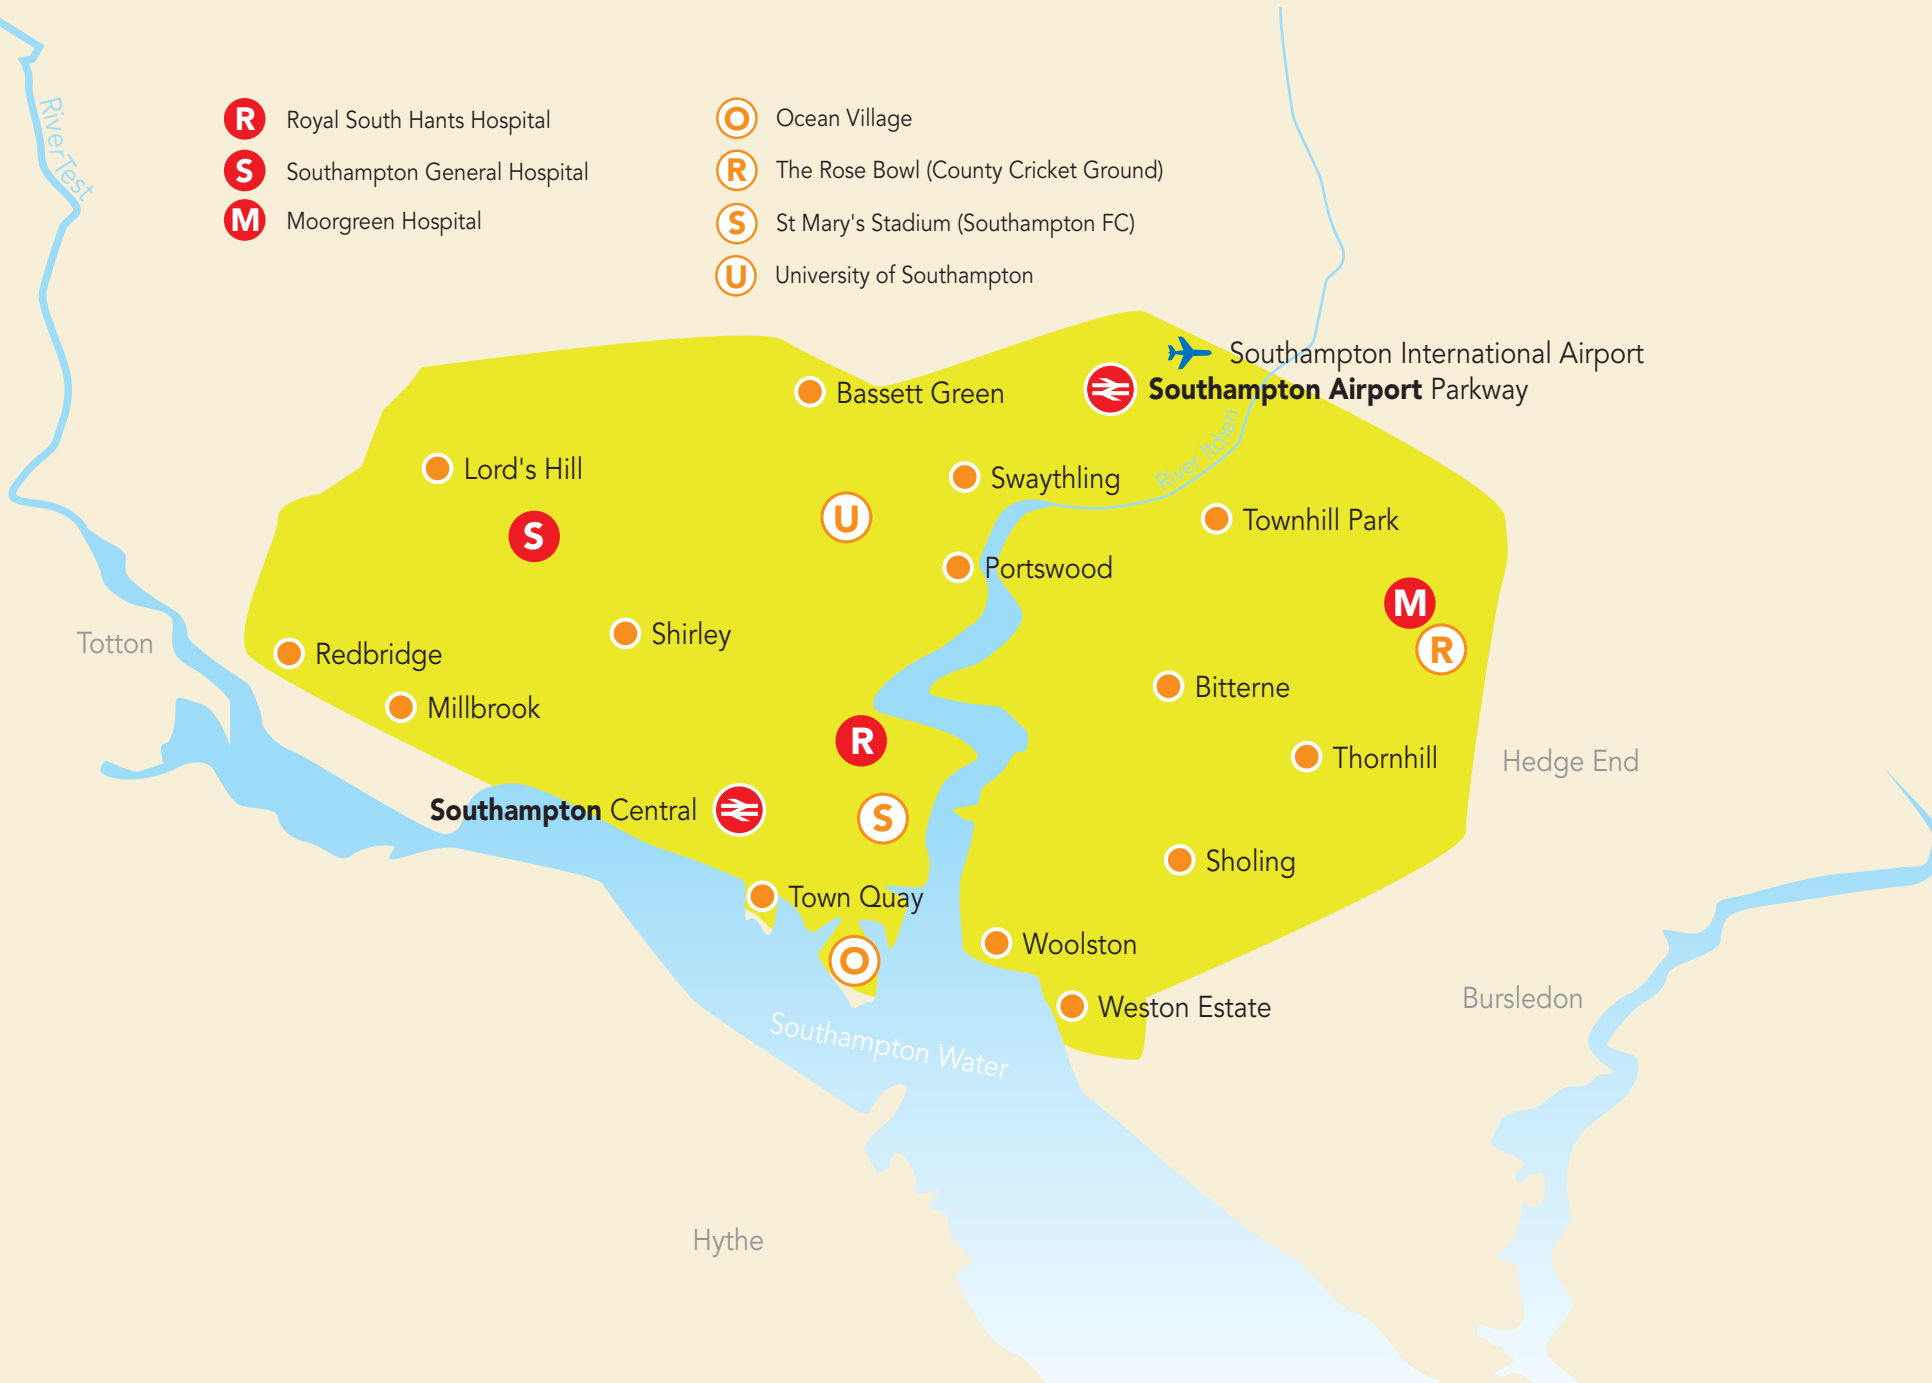 River Test
R Royal South Hants Hospital
S Southampton General Hospital
M Moorgreen Hospital
O Ocean Village
R The Rose Bowl (County Cricket Ground)
S St Mary's Stadium (Southampton FC)
U University of Southampton
Southampton International Airport
Southampton Airport Parkway
Bassett Green
River Itchen
Lord's Hill
Swaythling
S
U
Townhill Park
Portswood
M
Totton
Redbridge
Shirley
R
Millbrook
Bitterne
R
Thornhill
Hedge End
Southampton Central
S
Sholing
Town Quay
Woolston
O
Weston Estate
Bursledon
Southampton Water
Hythe